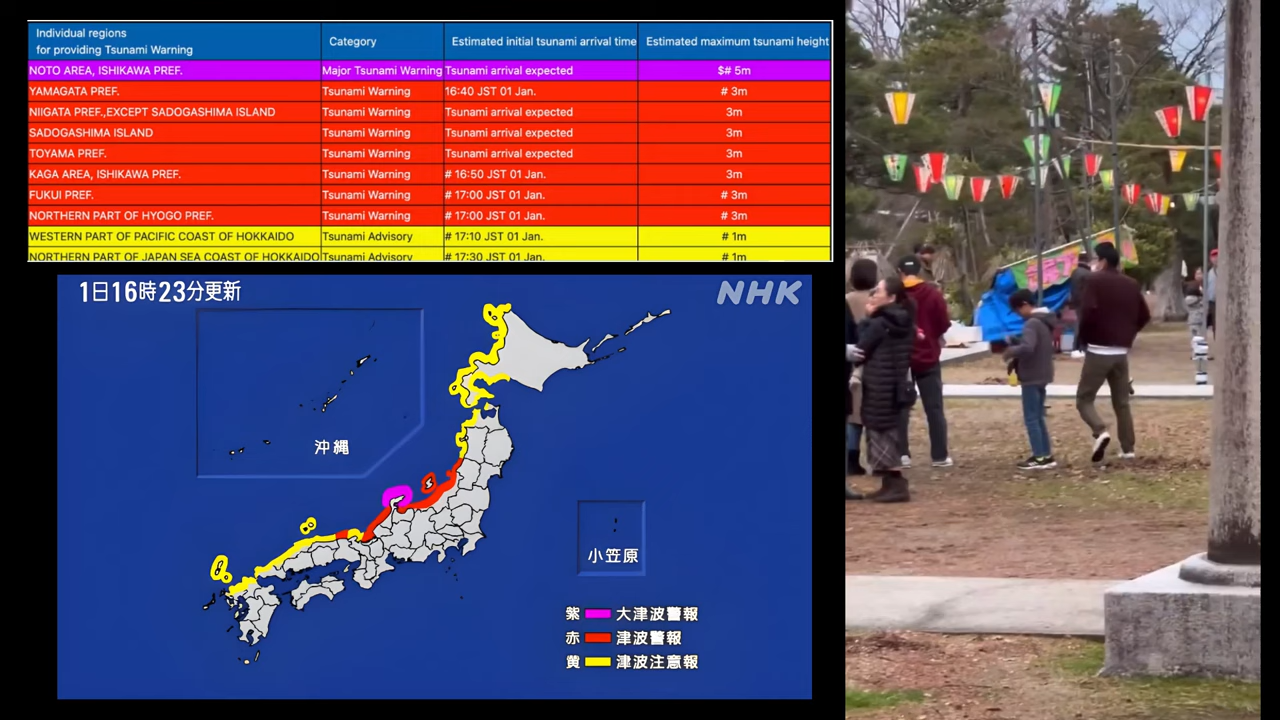 Individual regions
for providing Tsunami Warning
Category
Estimated initial tsunami arrival time
Estimated maximum tsunami height
NOTO AREA, ISHIKAWA PREF. Major Tsunami Warning Tsunami arrival expected $# 5m
YAMAGATA PREF. Tsunami Warning 16:40 JST 01 Jan. # 3m
NIIGATA PREF.,EXCEPT SADOGASHIMA ISLAND Tsunami Warning Tsunami arrival expected 3m
SADOGASHIMA ISLAND Tsunami Warning Tsunami arrival expected 3m
TOYAMA PREF. Tsunami Warning Tsunami arrival expected 3m
KAGA AREA, ISHIKAWA PREF. Tsunami Warning # 16:50 JST 01 Jan. 3m
FUKUI PREF. Tsunami Warning # 17:00 JST 01 Jan. # 3m
NORTHERN PART OF HYOGO PREF. Tsunami Warning # 17:00 JST 01 Jan. # 3m
WESTERN PART OF PACIFIC COAST OF HOKKAIDO Tsunami Advisory # 17:10 JST 01 Jan. # 1m
NORTHERN PART OF JAPAN SEA COAST OF HOKKAIDO Tsunami Advisory # 17:30 JST 01 Jan. # 1m
1日16時23分更新
NHK
沖縄
小笠原
紫 大津波警報
赤 津波警報
黄 津波注意報